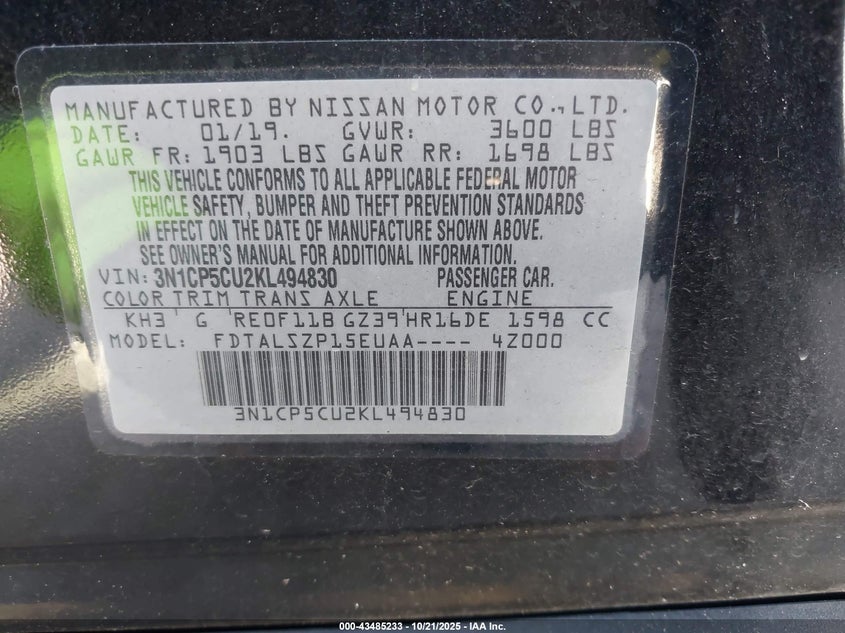 MANUFACTURED BY NISSAN MOTOR CO.,LTD.
DATE: 01/19. GVWR: 3600 LBS
GAWR FR: 1903 LBS GAWR RR: 1698 LBS
THIS VEHICLE CONFORMS TO ALL APPLICABLE FEDERAL MOTOR
VEHICLE SAFETY, BUMPER AND THEFT PREVENTION STANDARDS
IN EFFECT ON THE DATE OF MANUFACTURE SHOWN ABOVE.
SEE OWNER'S MANUAL FOR ADDITIONAL INFORMATION.
VIN: 3N1CP5CU2KL494830 PASSENGER CAR.
COLOR TRIM TRANS AXLE ENGINE
KH3 G RE0F11B GZ39 HR16DE 1598 CC
MODEL: FDTALSZP15EUAA---- 4Z000
3N1CP5CU2KL494830
000-43485233 - 10/21/2025 - IAA Inc.